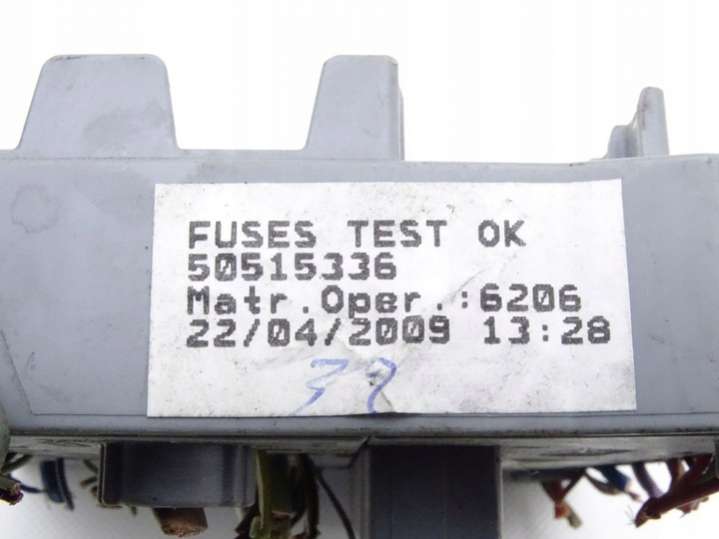 FUSES TEST OK
50515336
Matr.Oper.:6206
22/04/2009 13:28